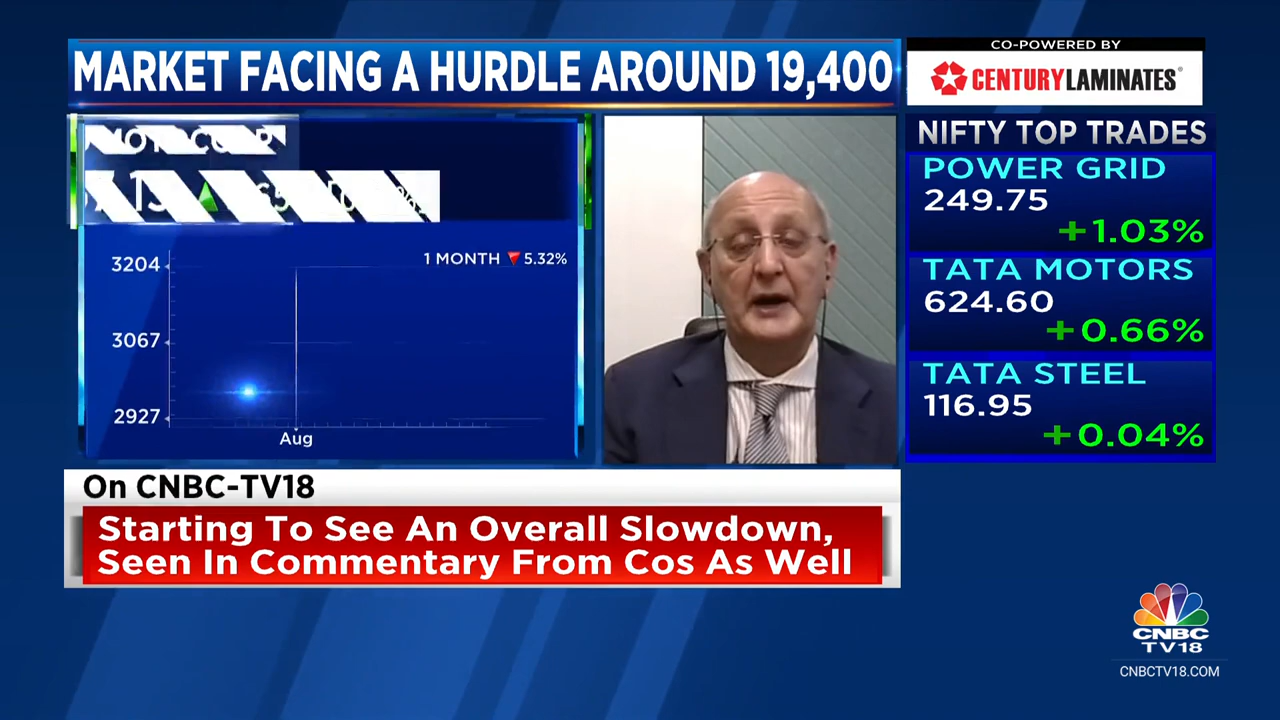 MARKET FACING A HURDLE AROUND 19,400
CO-POWERED BY
CENTURYLAMINATES®
NIFTY TOP TRADES
POWER GRID
249.75
+1.03%
TATA MOTORS
624.60
+0.66%
TATA STEEL
116.95
+0.04%
1 MONTH ▼5.32%
3204
3067
2927
Aug
On CNBC-TV18
Starting To See An Overall Slowdown,
Seen In Commentary From Cos As Well
CNBC
TV18
CNBCTV18.COM